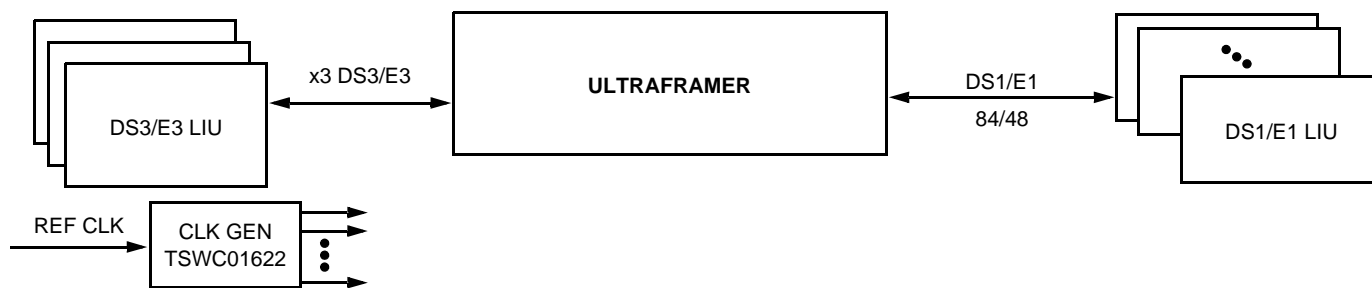 DS3/E3 LIU
x3 DS3/E3
ULTRAFRAMER
DS1/E1
84/48
DS1/E1 LIU
REF CLK
CLK GEN
TSWC01622